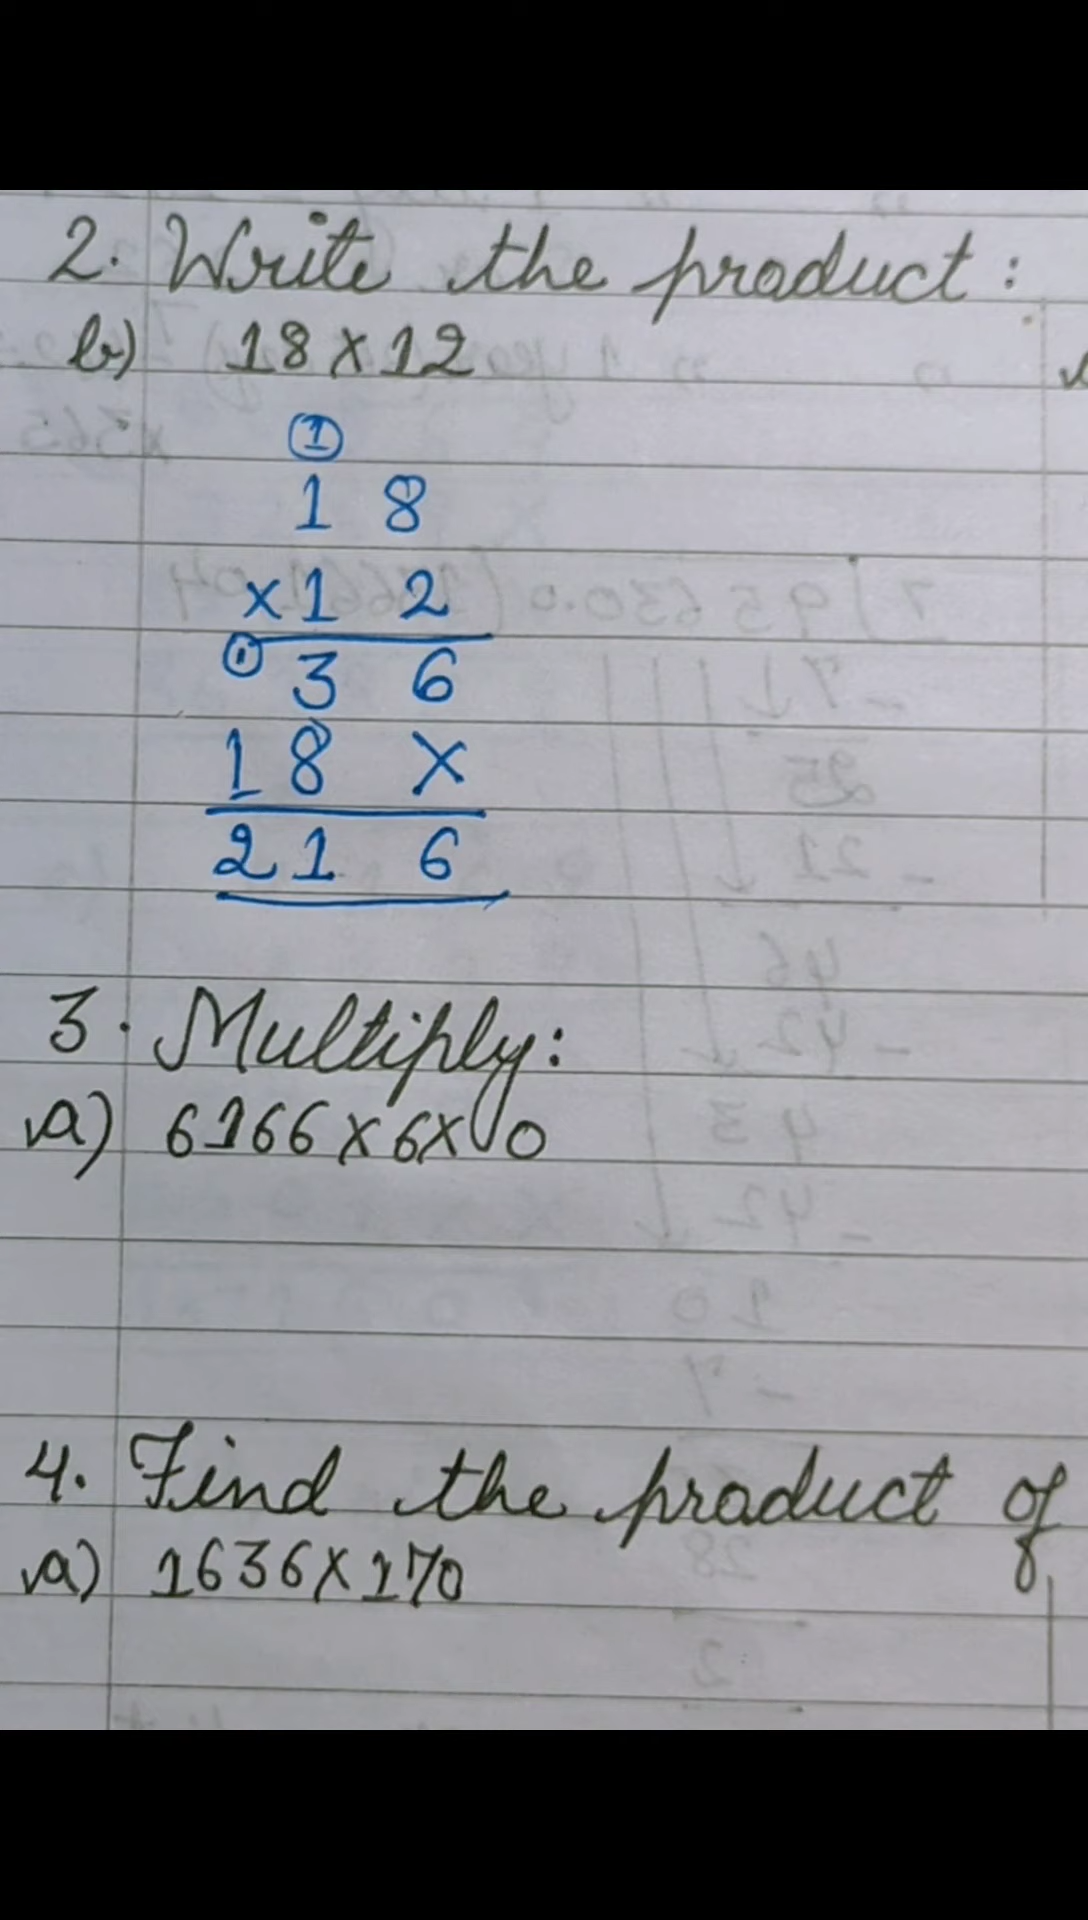 2. Write the product:
b) 18 x 12
1
1 8
x 1 2
1 3 6
1 8 x
2 1 6
3. Multiply:
a) 6166 x 6 x 0
4. Find the product of
a) 1636 x 170